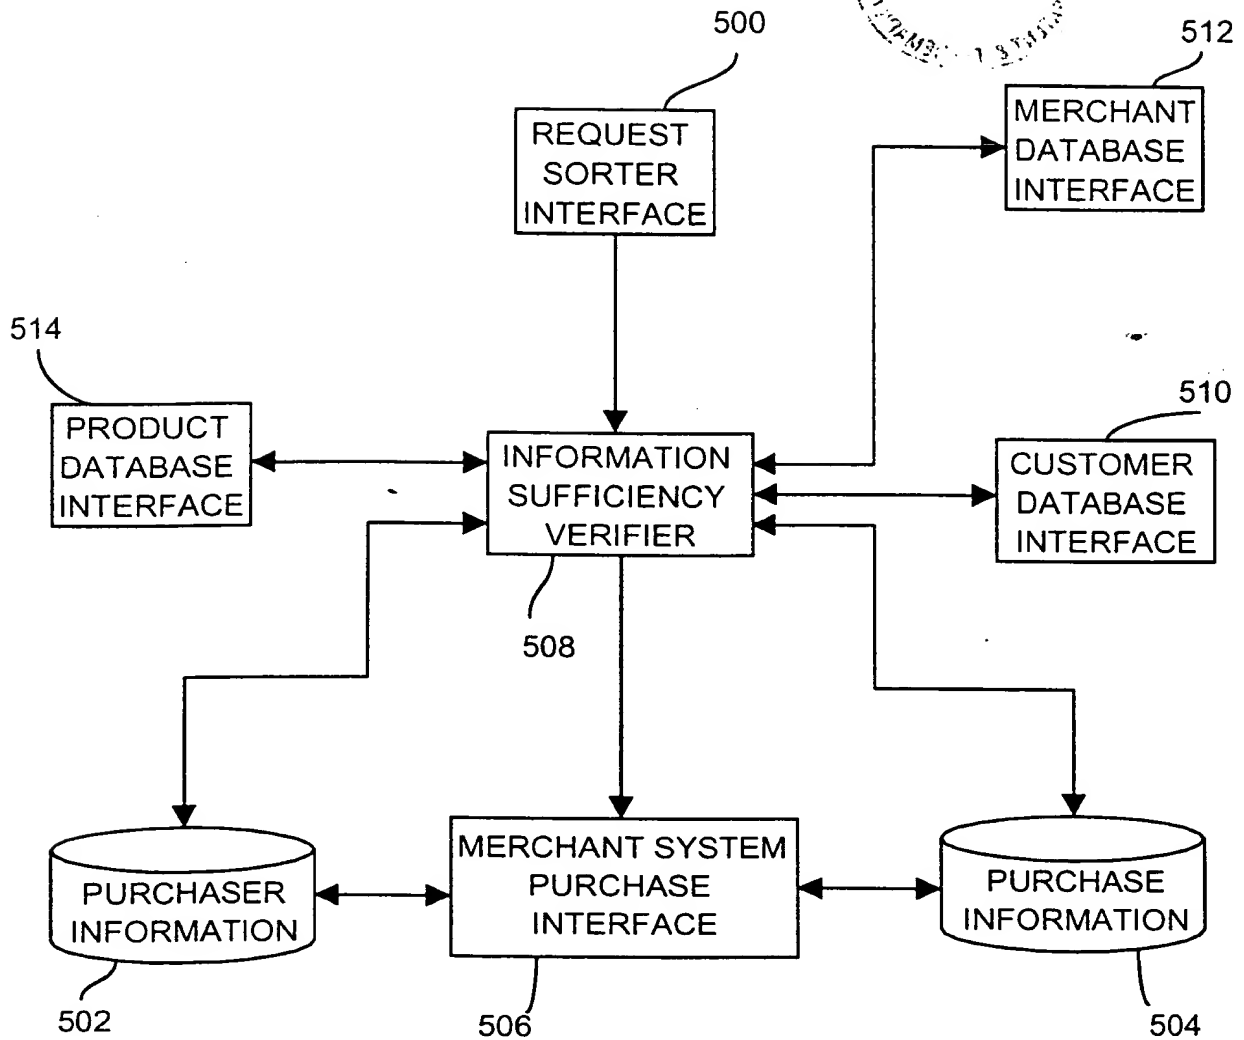 500
512
REQUEST
SORTER
INTERFACE
MERCHANT
DATABASE
INTERFACE
514
510
PRODUCT
DATABASE
INTERFACE
INFORMATION
SUFFICIENCY
VERIFIER
CUSTOMER
DATABASE
INTERFACE
508
PURCHASER
INFORMATION
MERCHANT SYSTEM
PURCHASE
INTERFACE
PURCHASE
INFORMATION
502
506
504